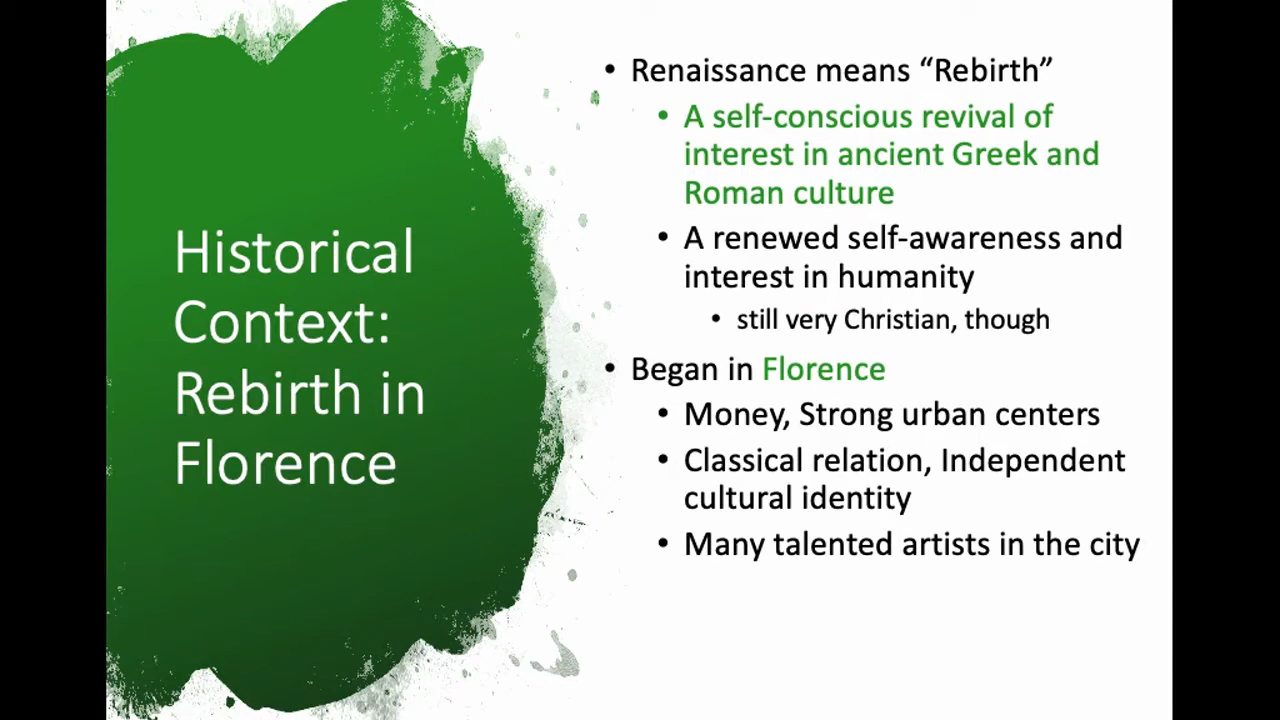 Historical
Context:
Rebirth in
Florence
• Renaissance means “Rebirth”
• A self-conscious revival of
interest in ancient Greek and
Roman culture
• A renewed self-awareness and
interest in humanity
• still very Christian, though
• Began in Florence
• Money, Strong urban centers
• Classical relation, Independent
cultural identity
• Many talented artists in the city